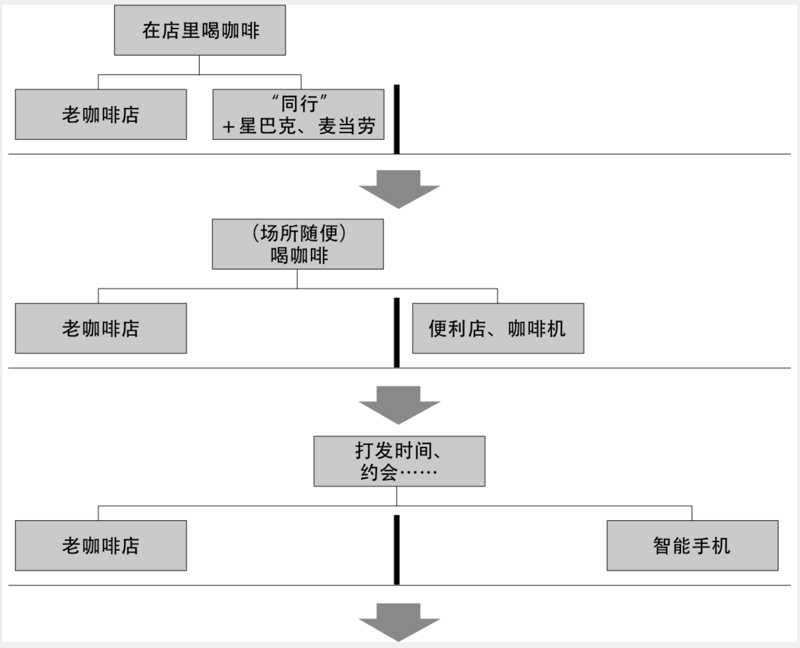 在店里喝咖啡
老咖啡店
“同行”
＋星巴克、麦当劳
（场所随便）
喝咖啡
老咖啡店
便利店、咖啡机
打发时间、
约会……
老咖啡店
智能手机